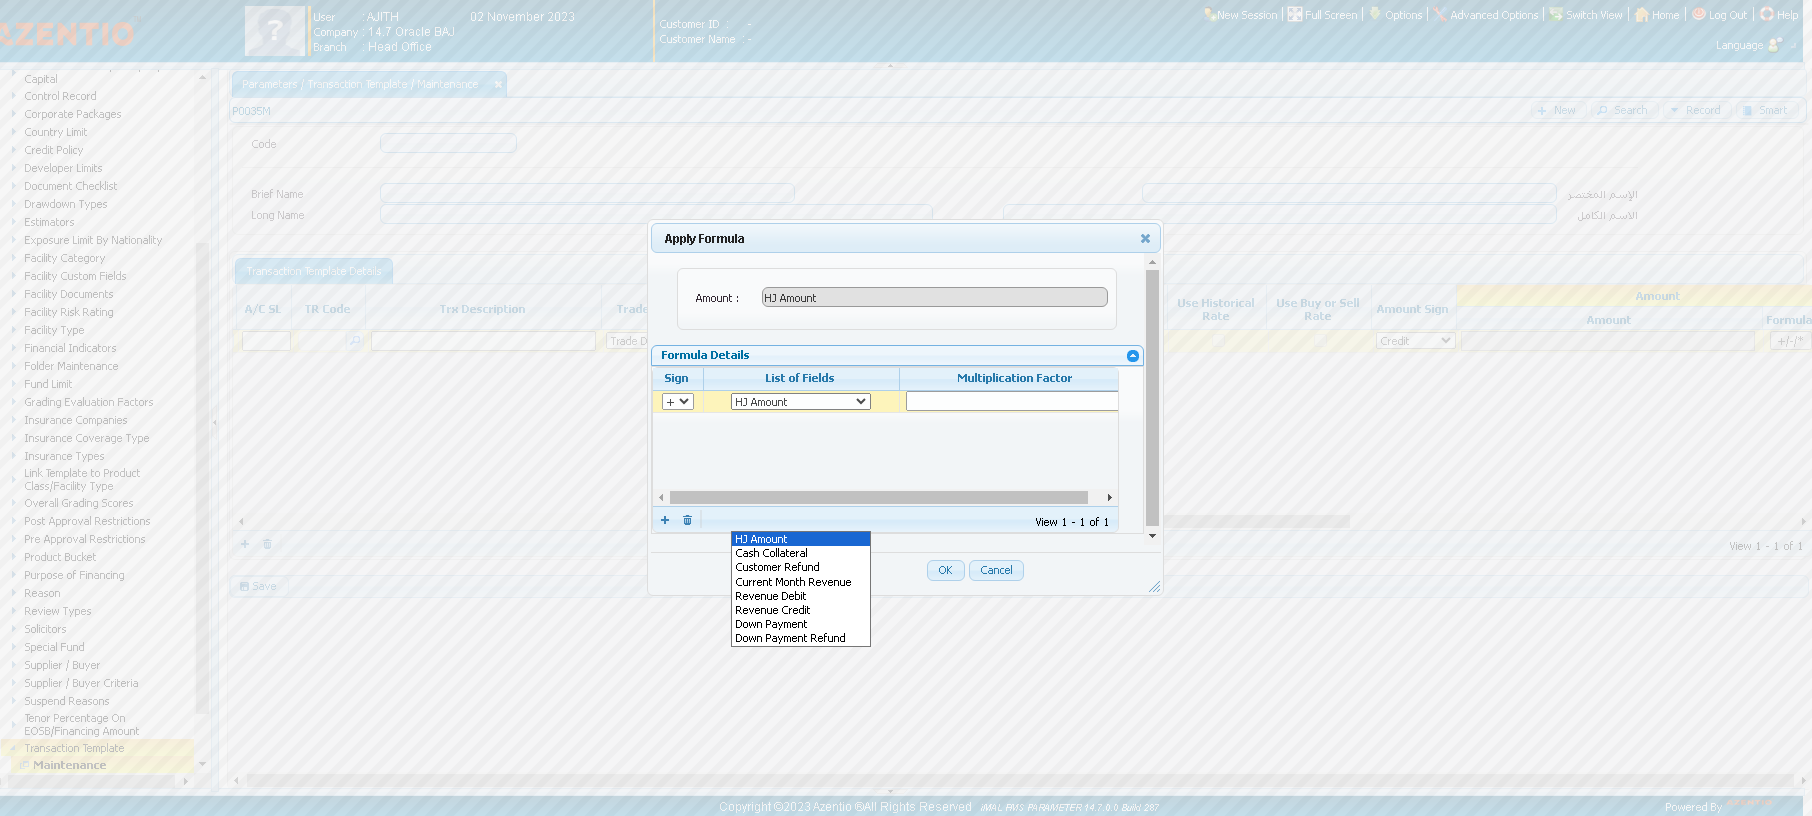 AZENTIO
User : AJITH 02 November 2023
Company : 14.7 Oracle BAJ
Branch : Head Office
Customer ID : -
Customer Name : -
New Session | Full Screen | Options | Advanced Options | Switch View | Home | Log Out | Help
Language
Capital
Control Record
Corporate Packages
Country Limit
Credit Policy
Developer Limits
Document Checklist
Drawdown Types
Estimators
Exposure Limit By Nationality
Facility Category
Facility Custom Fields
Facility Documents
Facility Risk Rating
Facility Type
Financial Indicators
Folder Maintenance
Fund Limit
Grading Evaluation Factors
Insurance Companies
Insurance Coverage Type
Insurance Types
Link Template to Product
Class/Facility Type
Overall Grading Scores
Post Approval Restrictions
Pre Approval Restrictions
Product Bucket
Purpose of Financing
Reason
Review Types
Solicitors
Special Fund
Supplier / Buyer
Supplier / Buyer Criteria
Suspend Reasons
Tenor Percentage On
EOSB/Financing Amount
Transaction Template
Maintenance
Parameters / Transaction Template / Maintenance
P0035M
New Search Record Smart
Code
Brief Name
الإسم المختصر
Long Name
الاسم الكامل
Transaction Template Details
A/C SL TR Code Trx Description Trade
Use Historical Rate
Use Buy or Sell Rate
Amount Sign
Amount
Amount
Formula
Trade D
Credit
+/-/*
View 1 - 1 of 1
Save
Apply Formula
Amount : HJ Amount
Formula Details
Sign List of Fields Multiplication Factor
+ HJ Amount
View 1 - 1 of 1
HJ Amount
Cash Collateral
Customer Refund
Current Month Revenue
Revenue Debit
Revenue Credit
Down Payment
Down Payment Refund
OK Cancel
Copyright ©2023 Azentio ®All Rights Reserved IMAL RMS PARAMETER 14.7.0.0 Build 287
Powered By